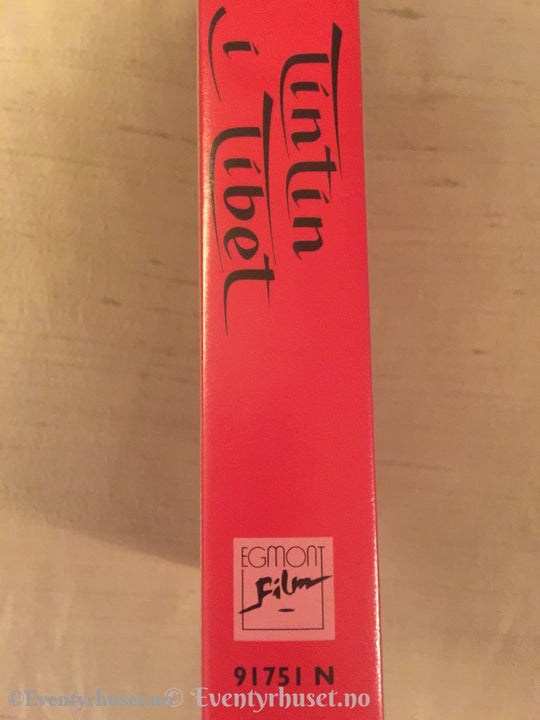 Tintin
i Tibet
EGMONT
Film
91751 N
© Eventyrhuset.no
© Eventyrhuset.no